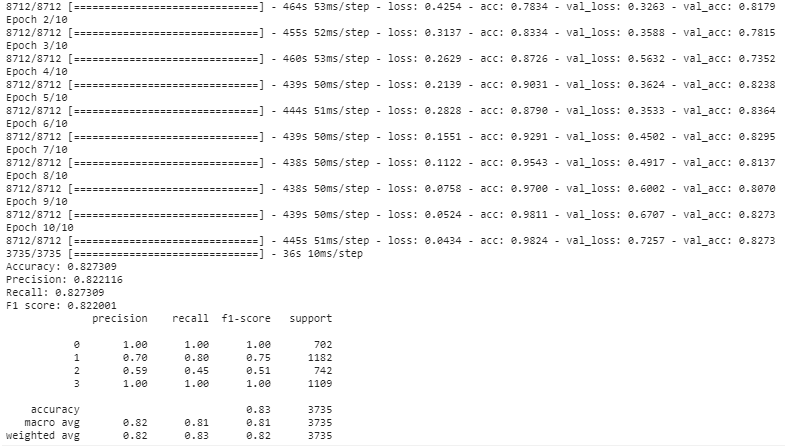 8712/8712 [==============================] - 464s 53ms/step - loss: 0.4254 - acc: 0.7834 - val_loss: 0.3263 - val_acc: 0.8179
Epoch 2/10
8712/8712 [==============================] - 455s 52ms/step - loss: 0.3137 - acc: 0.8334 - val_loss: 0.3588 - val_acc: 0.7815
Epoch 3/10
8712/8712 [==============================] - 460s 53ms/step - loss: 0.2629 - acc: 0.8726 - val_loss: 0.5632 - val_acc: 0.7352
Epoch 4/10
8712/8712 [==============================] - 439s 50ms/step - loss: 0.2139 - acc: 0.9031 - val_loss: 0.3624 - val_acc: 0.8238
Epoch 5/10
8712/8712 [==============================] - 444s 51ms/step - loss: 0.2828 - acc: 0.8790 - val_loss: 0.3533 - val_acc: 0.8364
Epoch 6/10
8712/8712 [==============================] - 439s 50ms/step - loss: 0.1551 - acc: 0.9291 - val_loss: 0.4502 - val_acc: 0.8295
Epoch 7/10
8712/8712 [==============================] - 438s 50ms/step - loss: 0.1122 - acc: 0.9543 - val_loss: 0.4917 - val_acc: 0.8137
Epoch 8/10
8712/8712 [==============================] - 438s 50ms/step - loss: 0.0758 - acc: 0.9700 - val_loss: 0.6002 - val_acc: 0.8070
Epoch 9/10
8712/8712 [==============================] - 439s 50ms/step - loss: 0.0524 - acc: 0.9811 - val_loss: 0.6707 - val_acc: 0.8273
Epoch 10/10
8712/8712 [==============================] - 445s 51ms/step - loss: 0.0434 - acc: 0.9824 - val_loss: 0.7257 - val_acc: 0.8273
3735/3735 [==============================] - 36s 10ms/step
Accuracy: 0.827309
Precision: 0.822116
Recall: 0.827309
F1 score: 0.822001
precision recall f1-score support
0 1.00 1.00 1.00 702
1 0.70 0.80 0.75 1182
2 0.59 0.45 0.51 742
3 1.00 1.00 1.00 1109
accuracy 0.83 3735
macro avg 0.82 0.81 0.81 3735
weighted avg 0.82 0.83 0.82 3735